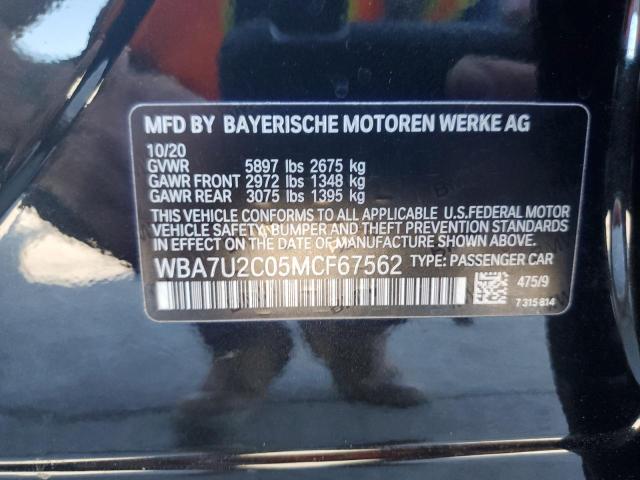 MFD BY BAYERISCHE MOTOREN WERKE AG
10/20
GVWR 5897 lbs 2675 kg
GAWR FRONT 2972 lbs 1348 kg
GAWR REAR 3075 lbs 1395 kg
THIS VEHICLE CONFORMS TO ALL APPLICABLE U.S.FEDERAL MOTOR
VEHICLE SAFETY, BUMPER AND THEFT PREVENTION STANDARDS
IN EFFECT ON THE DATE OF MANUFACTURE SHOWN ABOVE.
WBA7U2C05MCF67562 TYPE: PASSENGER CAR
475/9
7 315 814